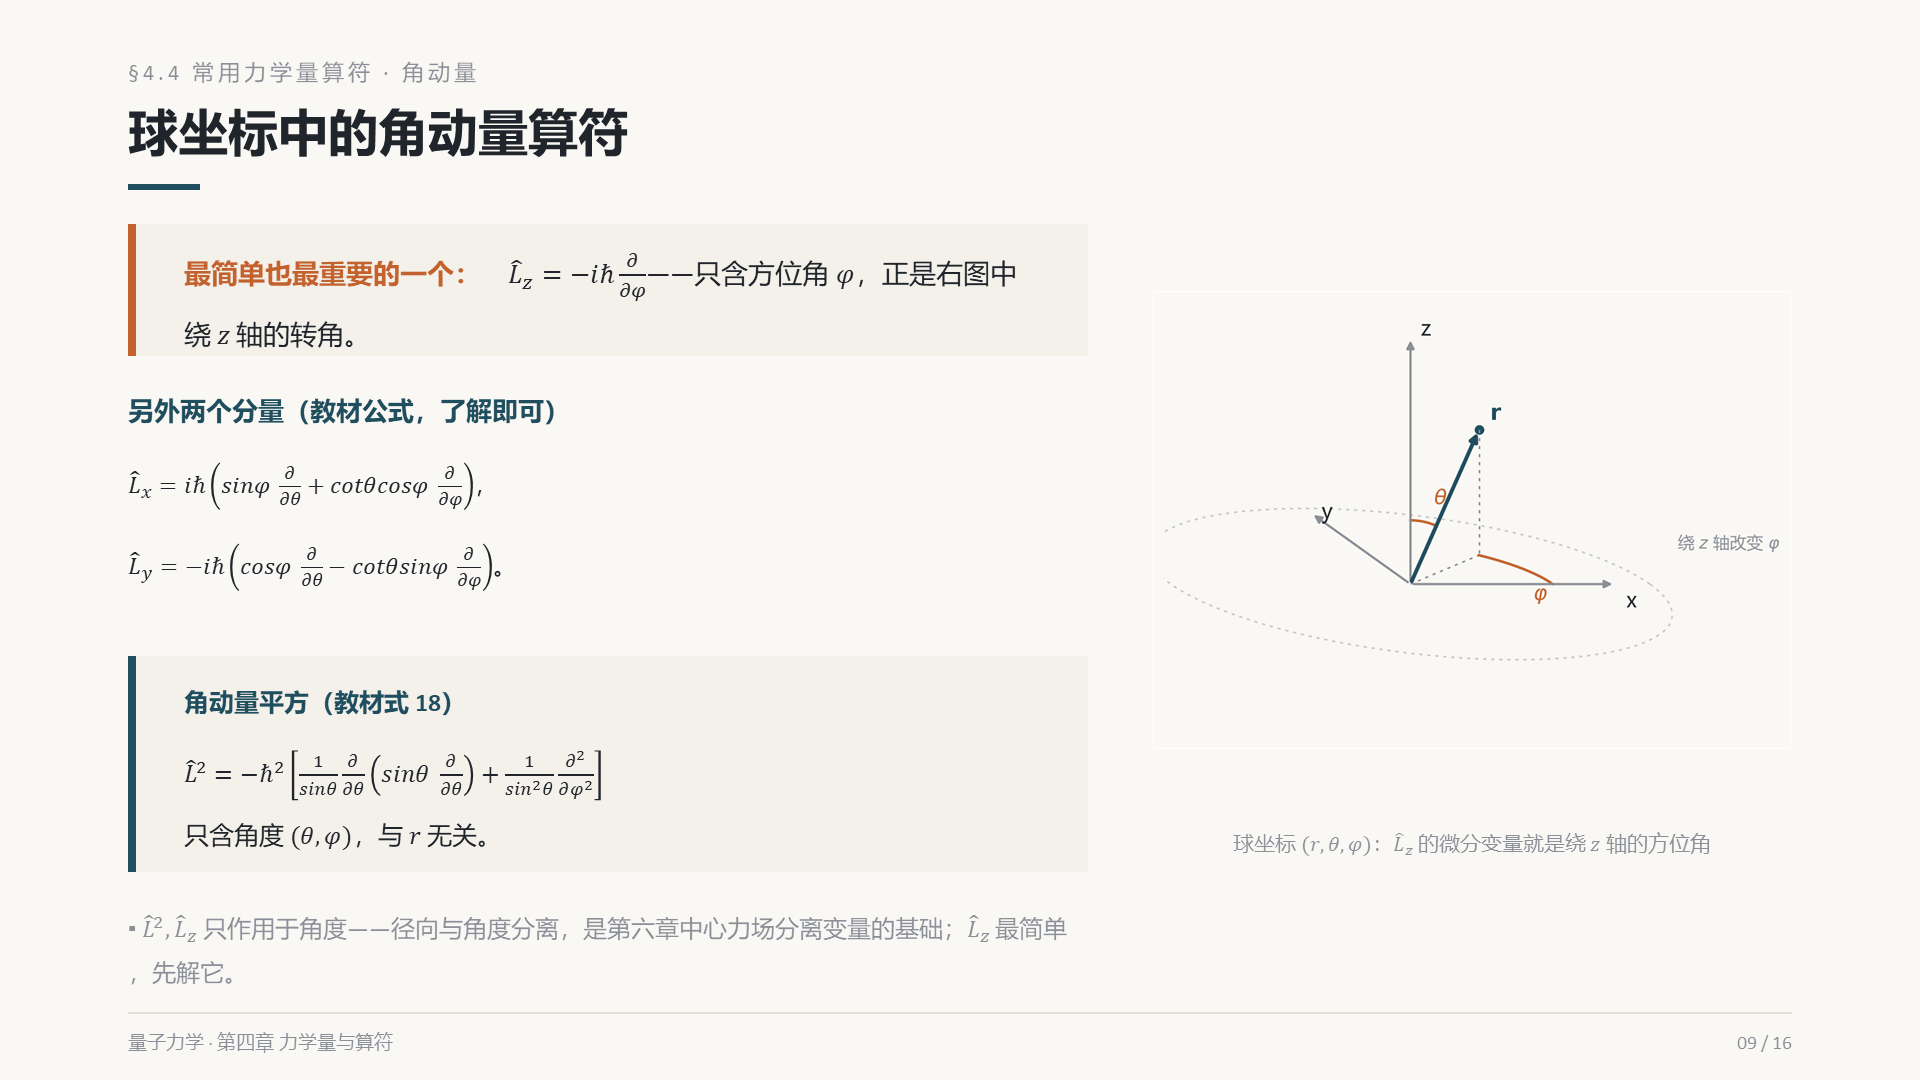 §4.4 常用力学量算符 · 角动量
球坐标中的角动量算符
最简单也最重要的一个： L̂_z = −iħ ∂/∂φ——只含方位角 φ，正是右图中
绕 z 轴的转角。
另外两个分量（教材公式，了解即可）
L̂_x = iħ(sinφ ∂/∂θ + cotθcosφ ∂/∂φ),
L̂_y = −iħ(cosφ ∂/∂θ − cotθsinφ ∂/∂φ)。
角动量平方（教材式 18）
L̂² = −ħ²[1/sinθ ∂/∂θ (sinθ ∂/∂θ) + 1/sin²θ ∂²/∂φ²]
只含角度 (θ,φ)，与 r 无关。
▪ L̂², L̂_z 只作用于角度——径向与角度分离，是第六章中心力场分离变量的基础；L̂_z 最简单
，先解它。
z
r
θ
y
绕 z 轴改变 φ
φ
x
球坐标 (r,θ,φ)：L̂_z 的微分变量就是绕 z 轴的方位角
量子力学 · 第四章 力学量与算符
09 / 16